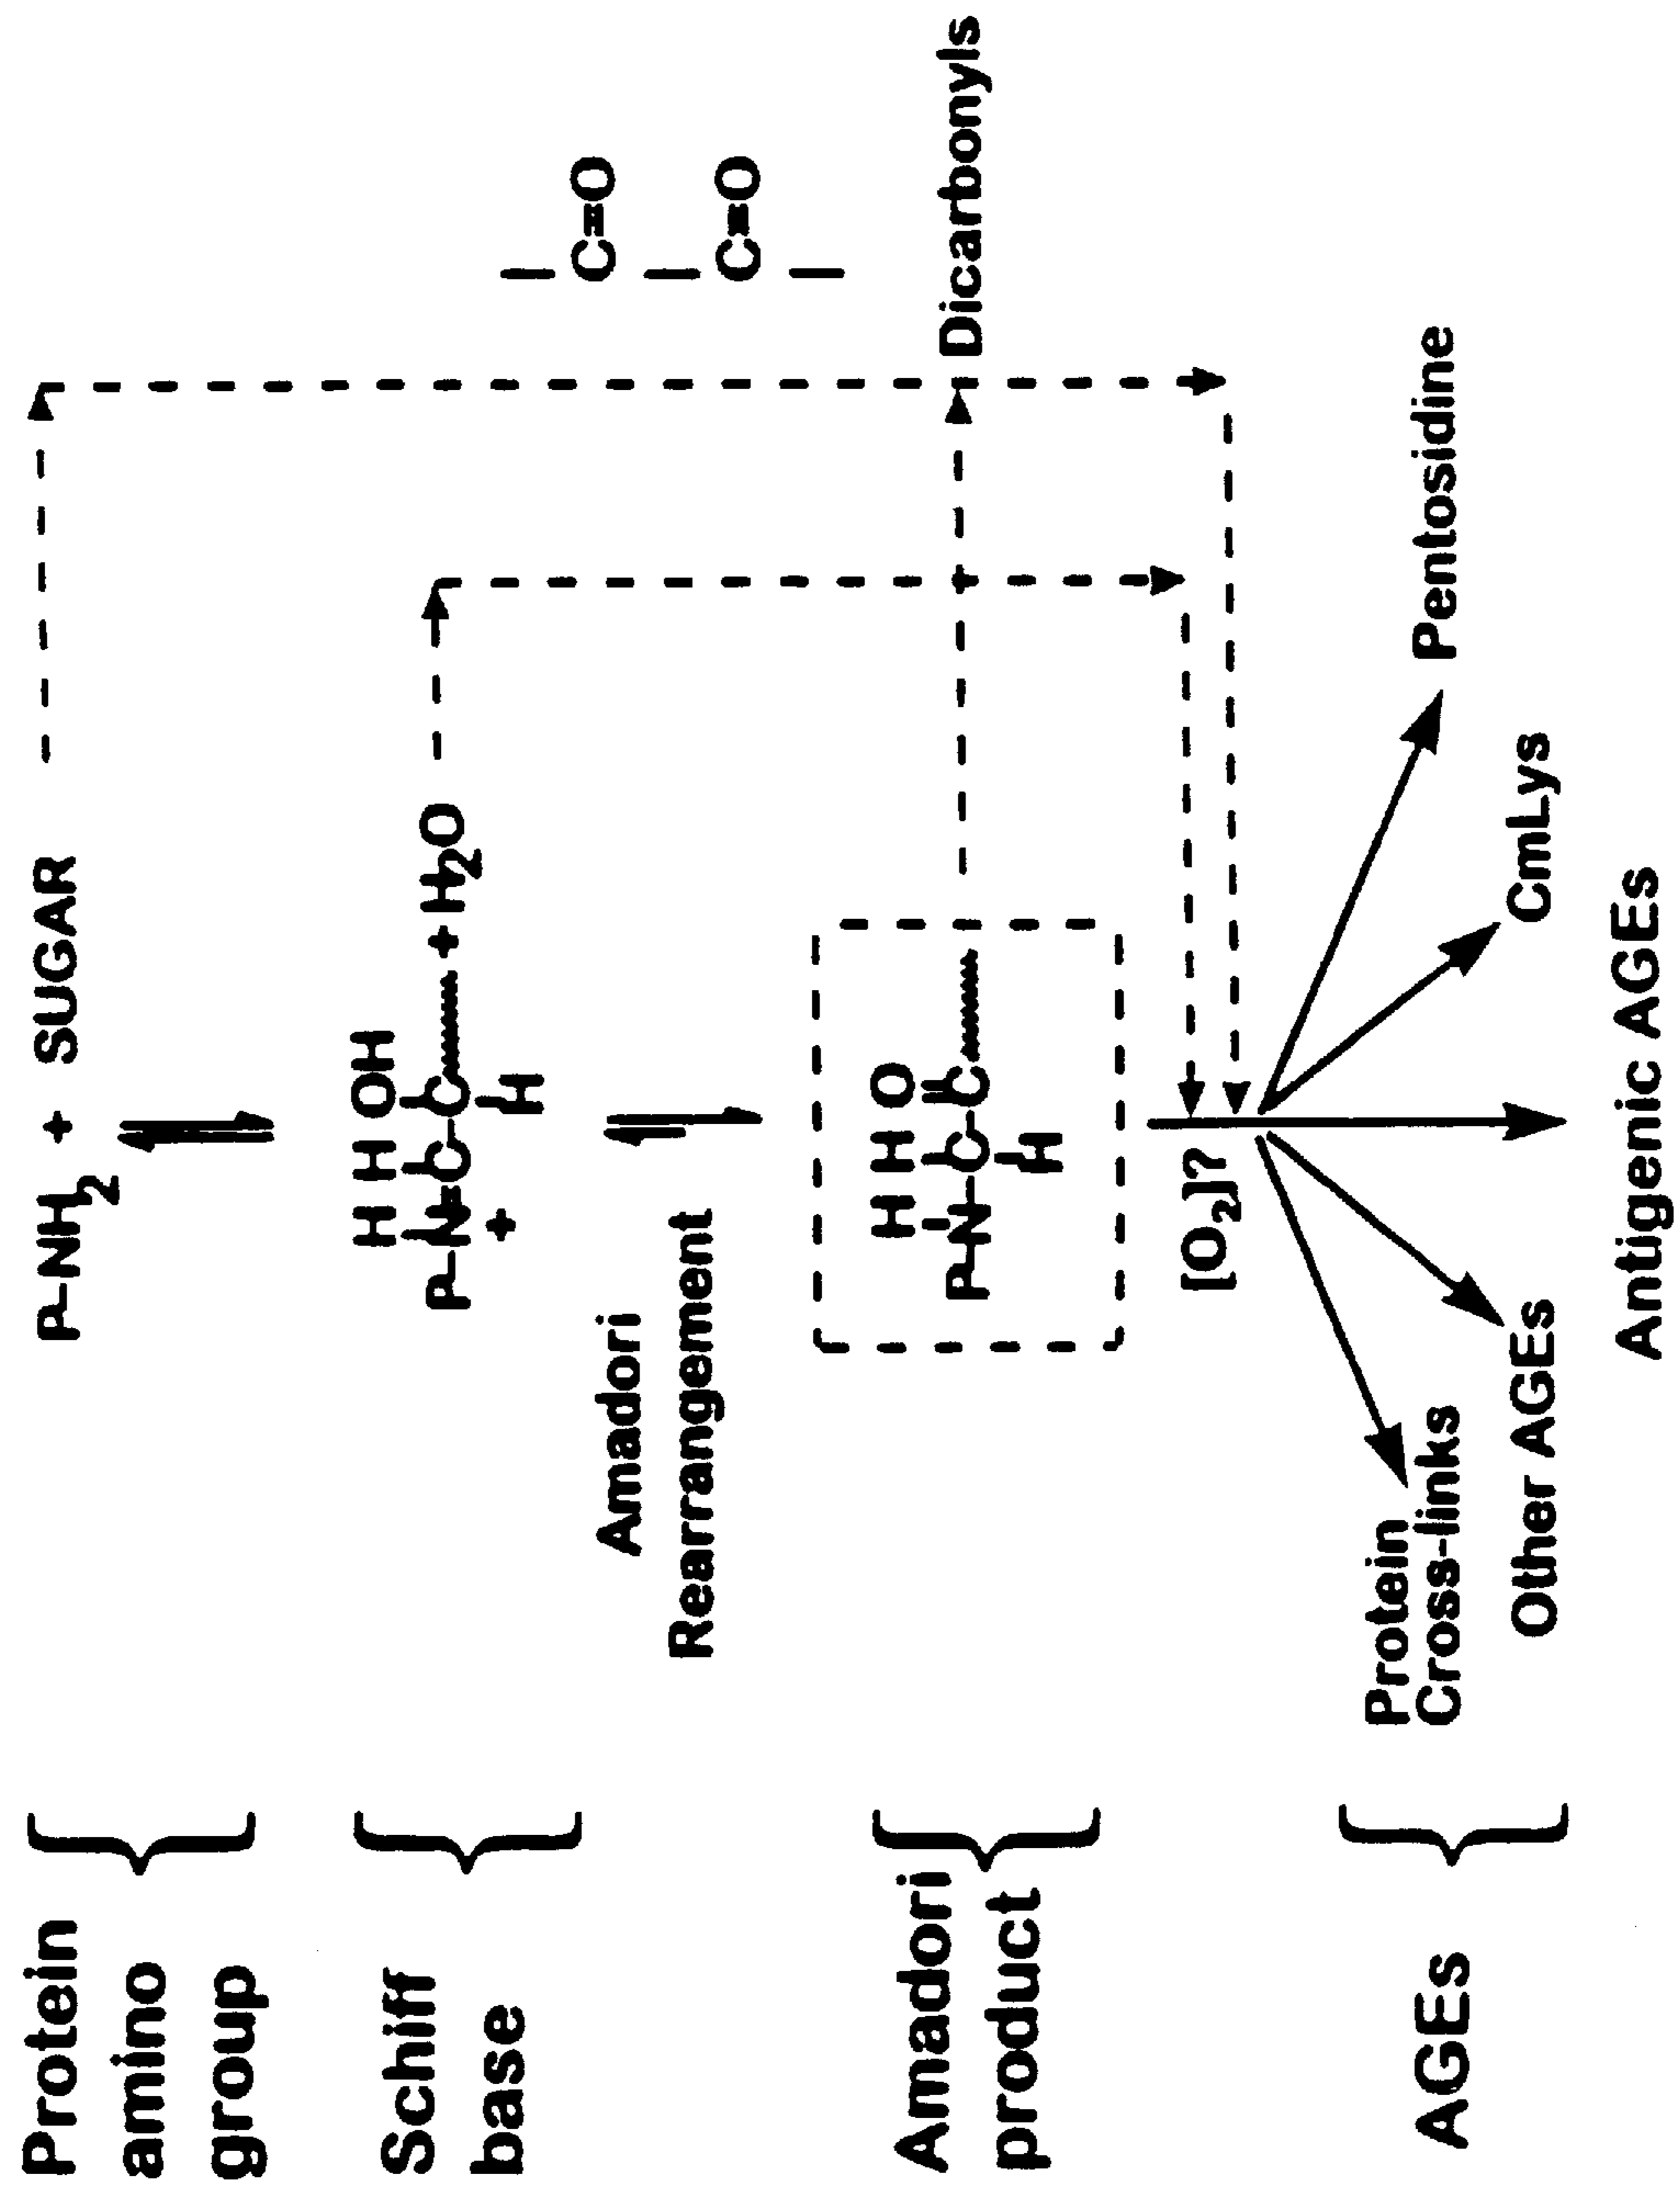 Protein
amino
group
P–NH2 + SUGAR
Schiff
base
H H OH
P–N=C–C + H2O
+ H
Amadori
Rearrangement
C=O
C=O
Amadori
product
H H O
P–N–C–C
H
Dicarbonyls
[O2]?
AGEs
Protein
Cross-links
Other AGEs
Antigenic AGEs
CmLys
Pentosidine